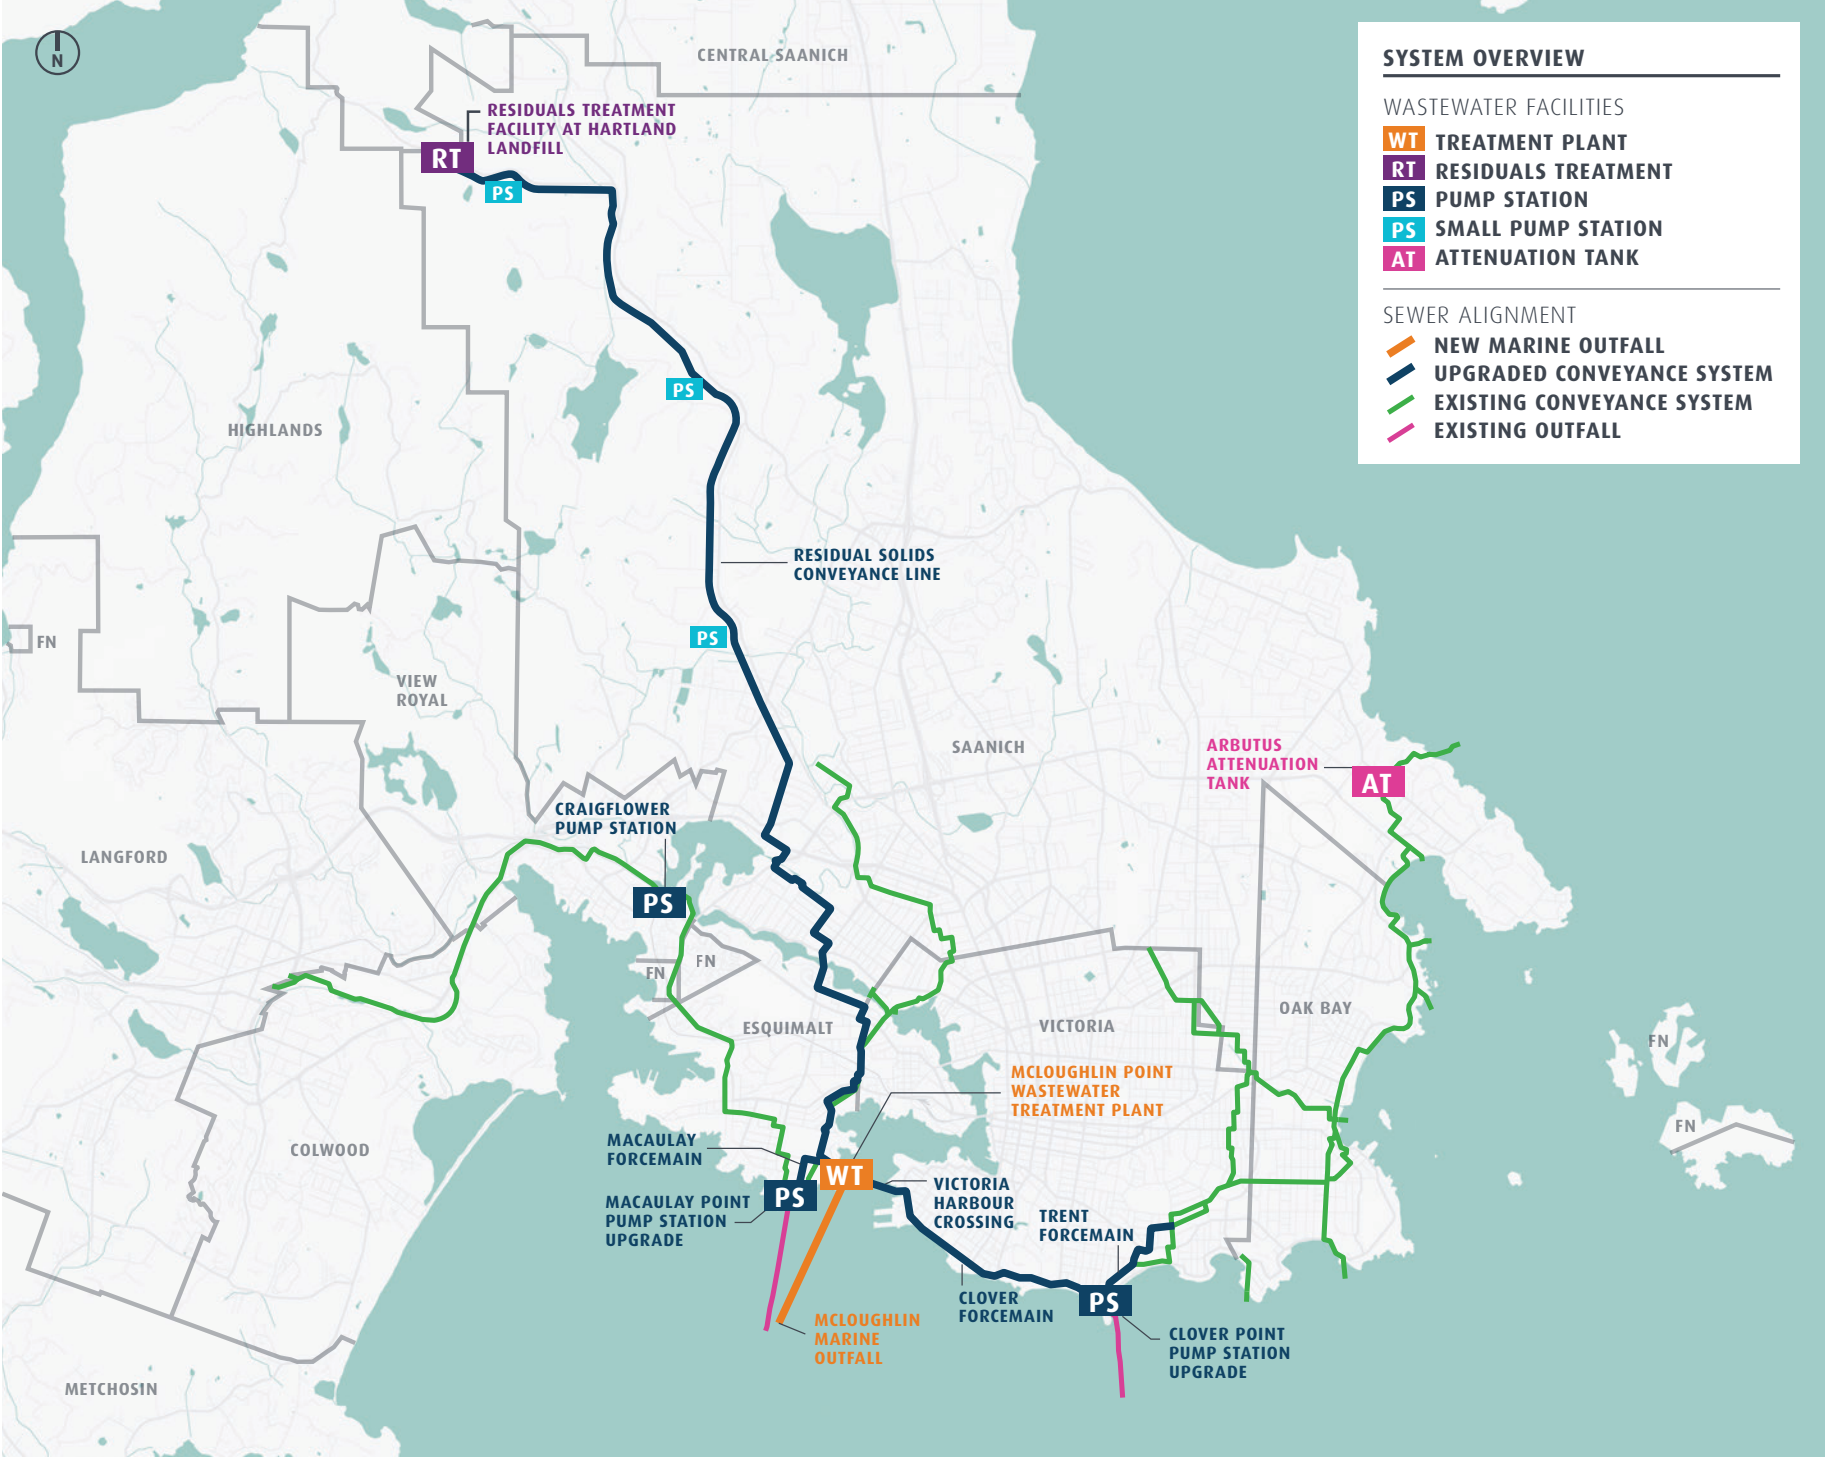 N
CENTRAL SAANICH
RESIDUALS TREATMENT
FACILITY AT HARTLAND
LANDFILL
RT
PS
PS
HIGHLANDS
RESIDUAL SOLIDS
CONVEYANCE LINE
FN
PS
VIEW
ROYAL
SAANICH
ARBUTUS
ATTENUATION
TANK
AT
CRAIGFLOWER
PUMP STATION
LANGFORD
PS
FN
FN
ESQUIMALT
VICTORIA
OAK BAY
FN
FN
MCLOUGHLIN POINT
WASTEWATER
TREATMENT PLANT
COLWOOD
MACAULAY
FORCEMAIN
WT
PS
MACAULAY POINT
PUMP STATION
UPGRADE
VICTORIA
HARBOUR
CROSSING
TRENT
FORCEMAIN
CLOVER
FORCEMAIN
PS
MCLOUGHLIN
MARINE
OUTFALL
CLOVER POINT
PUMP STATION
UPGRADE
METCHOSIN
SYSTEM OVERVIEW
WASTEWATER FACILITIES
WT TREATMENT PLANT
RT RESIDUALS TREATMENT
PS PUMP STATION
PS SMALL PUMP STATION
AT ATTENUATION TANK
SEWER ALIGNMENT
NEW MARINE OUTFALL
UPGRADED CONVEYANCE SYSTEM
EXISTING CONVEYANCE SYSTEM
EXISTING OUTFALL